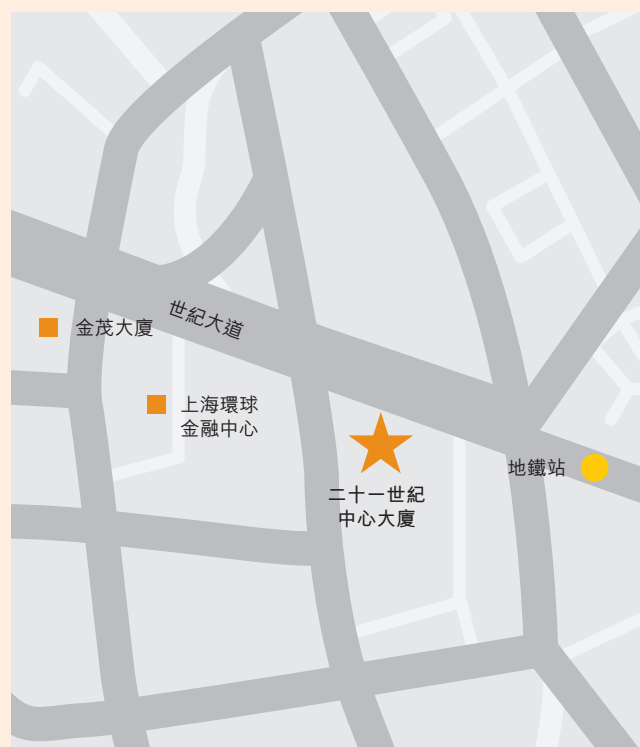 世紀大道
金茂大廈
上海環球
金融中心
地鐵站
二十一世紀
中心大廈